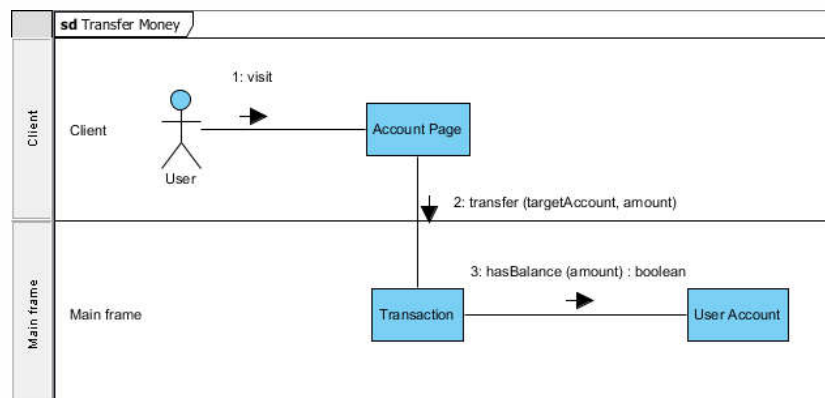 sd Transfer Money
Client
Client
1: visit
User
Account Page
2: transfer (targetAccount, amount)
Main frame
Main frame
3: hasBalance (amount) : boolean
Transaction
User Account